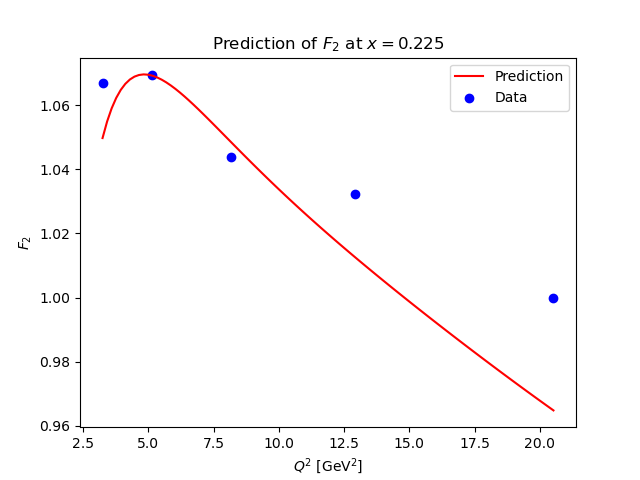 Prediction of $F_2$ at $x = 0.225$
Prediction
Data
1.06
1.04
1.02
1.00
0.98
0.96
$F_2$
2.5 5.0 7.5 10.0 12.5 15.0 17.5 20.0
$Q^2$ [GeV$^2$]